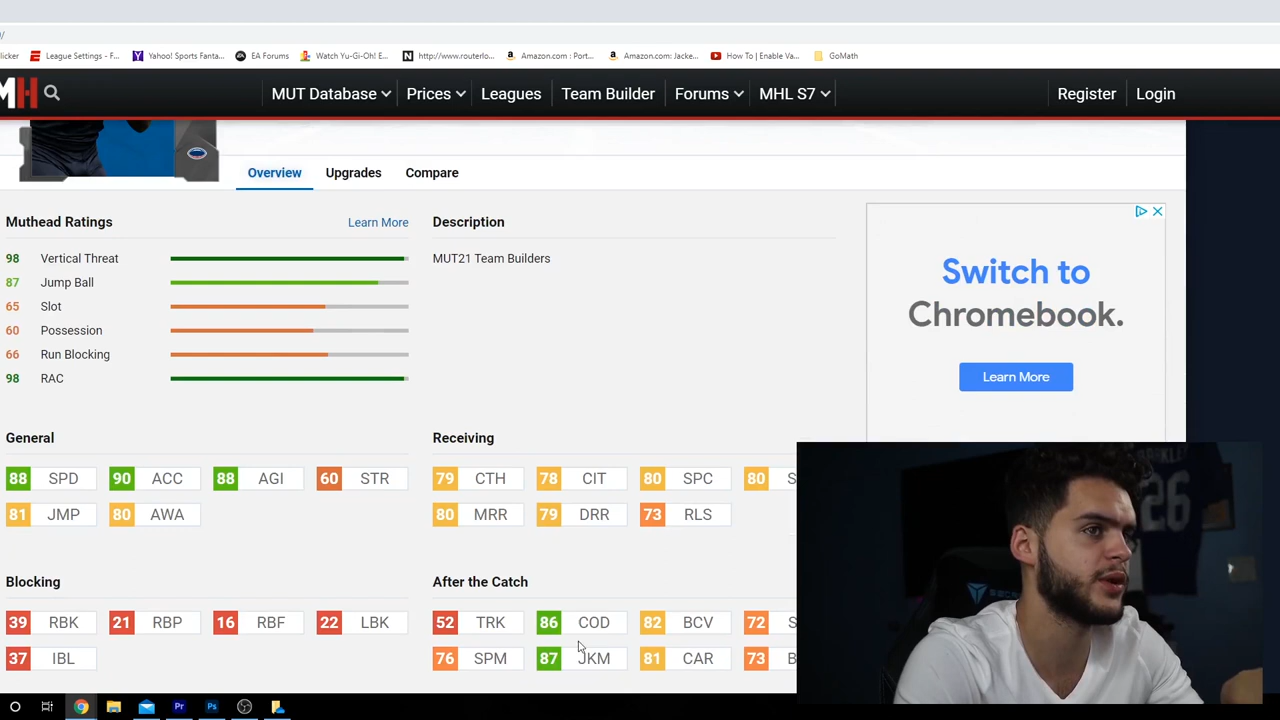 /
licker League Settings - F... Yahoo! Sports Fanta... EA Forums Watch Yu-Gi-Oh! E... http://www.routerlo... Amazon.com : Port... Amazon.com: Jacke... How To | Enable Va... GoMath
MH MUT Database Prices Leagues Team Builder Forums MHL S7 Register Login
Overview Upgrades Compare
Muthead Ratings Learn More
98 Vertical Threat
87 Jump Ball
65 Slot
60 Possession
66 Run Blocking
98 RAC
Description
MUT21 Team Builders
Switch to
Chromebook.
Learn More
General
88 SPD 90 ACC 88 AGI 60 STR
81 JMP 80 AWA
Receiving
79 CTH 78 CIT 80 SPC 80 S
80 MRR 79 DRR 73 RLS
Blocking
39 RBK 21 RBP 16 RBF 22 LBK
37 IBL
After the Catch
52 TRK 86 COD 82 BCV 72 S
76 SPM 87 JKM 81 CAR 73 B
26